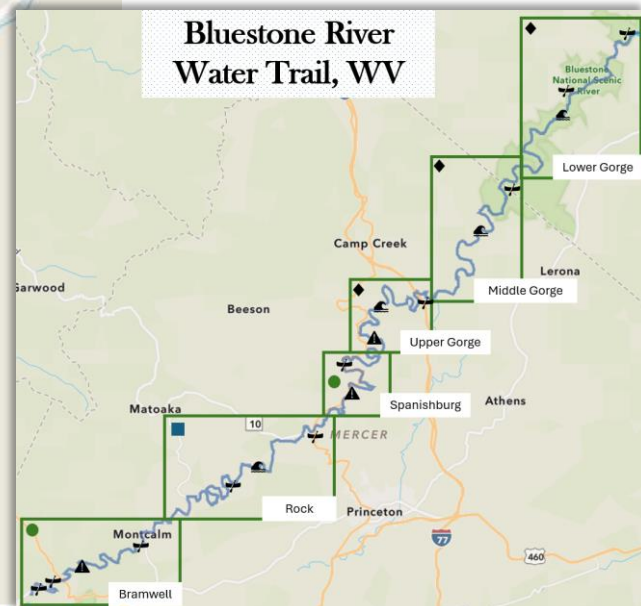 Bluestone River
Water Trail, WV
Bluestone
National Scenic
River
Lower Gorge
Camp Creek
Lerona
Middle Gorge
Garwood
Beeson
Upper Gorge
Spanishburg
Athens
Matoaka
10
MERCER
Rock
Princeton
Montcalm
77
460
Bramwell